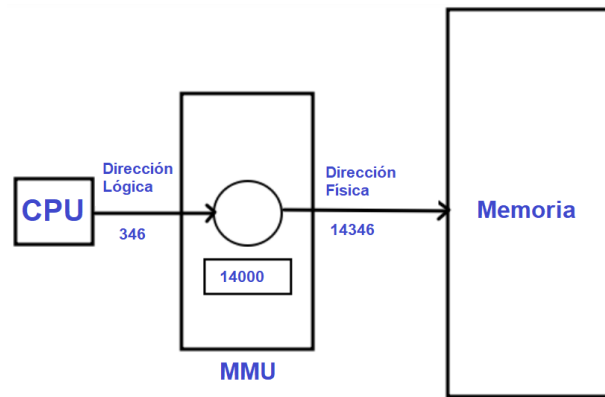 CPU
Dirección
Lógica
346
14000
MMU
Dirección
Física
14346
Memoria